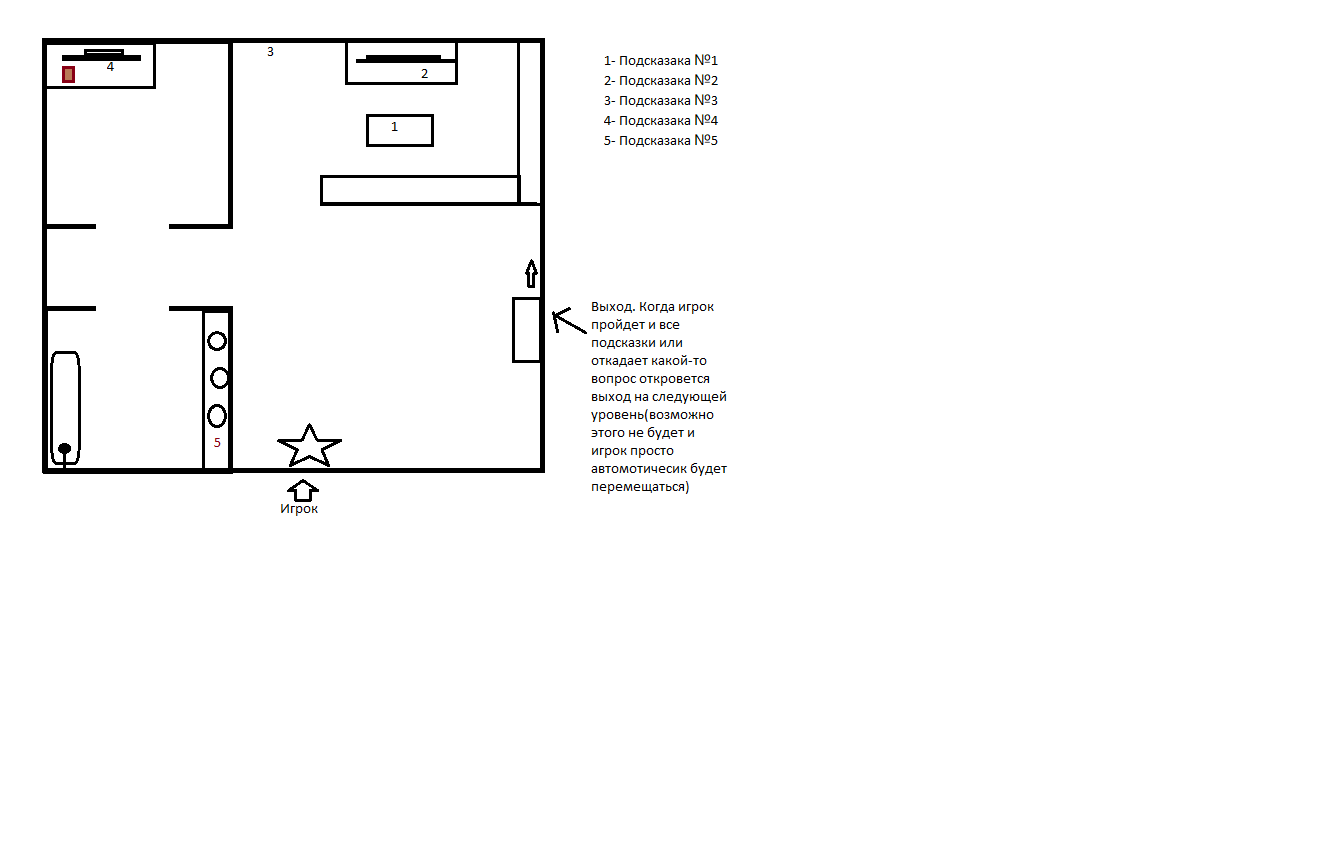 3
4
2
1
5
Игрок
1- Подсказака №1
2- Подсказака №2
3- Подсказака №3
4- Подсказака №4
5- Подсказака №5
Выход. Когда игрок
пройдет и все
подсказки или
откадает какой-то
вопрос откровется
выход на следующей
уровень(возможно
этого не будет и
игрок просто
автомотичесик будет
перемещаться)